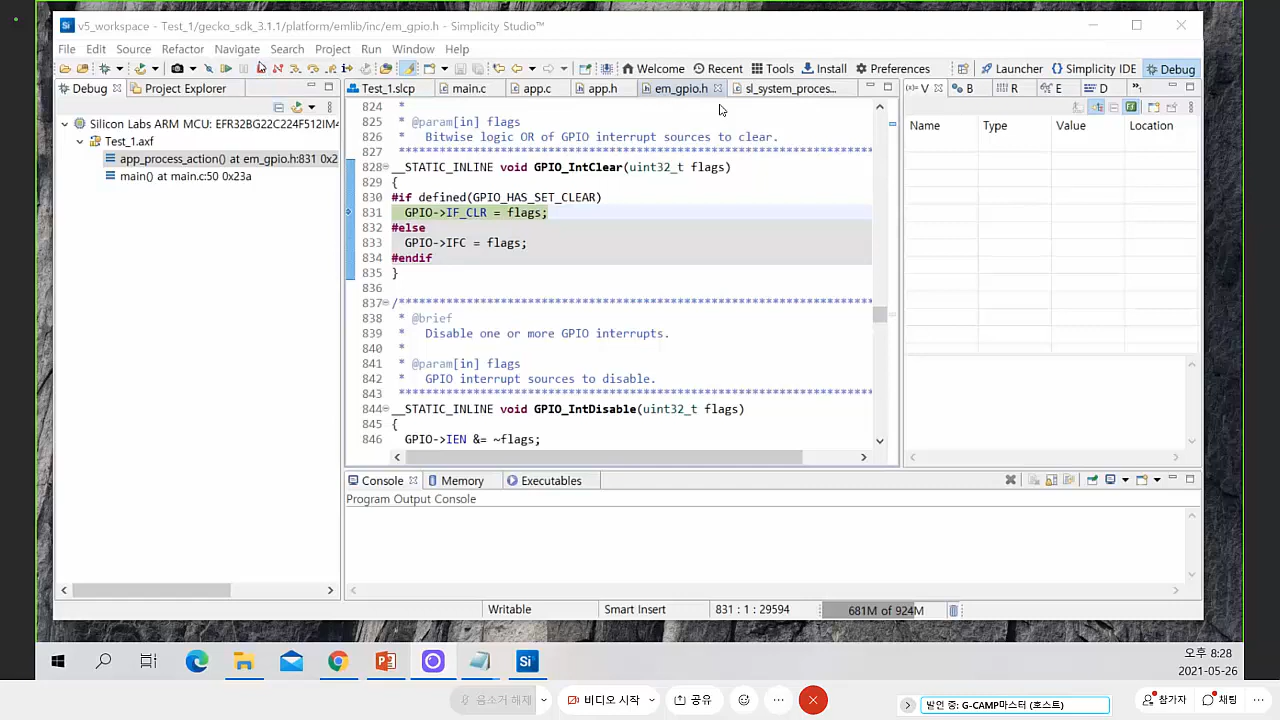 v5_workspace - Test_1/gecko_sdk_3.1.1/platform/emlib/inc/em_gpio.h - Simplicity Studio™
File Edit Source Refactor Navigate Search Project Run Window Help
Welcome Recent Tools Install Preferences Launcher Simplicity IDE Debug
Debug Project Explorer
Silicon Labs ARM MCU: EFR32BG22C224F512IM4
Test_1.axf
app_process_action() at em_gpio.h:831 0x2
main() at main.c:50 0x23a
Test_1.slcp main.c app.c app.h em_gpio.h sl_system_proces...
824 *
825 * @param[in] flags
826 * Bitwise logic OR of GPIO interrupt sources to clear.
827 ******************************************************************************
828 __STATIC_INLINE void GPIO_IntClear(uint32_t flags)
829 {
830 #if defined(GPIO_HAS_SET_CLEAR)
831 GPIO->IF_CLR = flags;
832 #else
833 GPIO->IFC = flags;
834 #endif
835 }
836
837 /*****************************************************************************
838 * @brief
839 * Disable one or more GPIO interrupts.
840 *
841 * @param[in] flags
842 * GPIO interrupt sources to disable.
843 ******************************************************************************
844 __STATIC_INLINE void GPIO_IntDisable(uint32_t flags)
845 {
846 GPIO->IEN &= ~flags;
(x)= V B R E D
Name Type Value Location
Console Memory Executables
Program Output Console
Writable Smart Insert 831 : 1 : 29594 681M of 924M
오후 8:28
2021-05-26
음소거 해제 비디오 시작 공유
발언 중: G-CAMP마스터 (호스트)
참가자 채팅